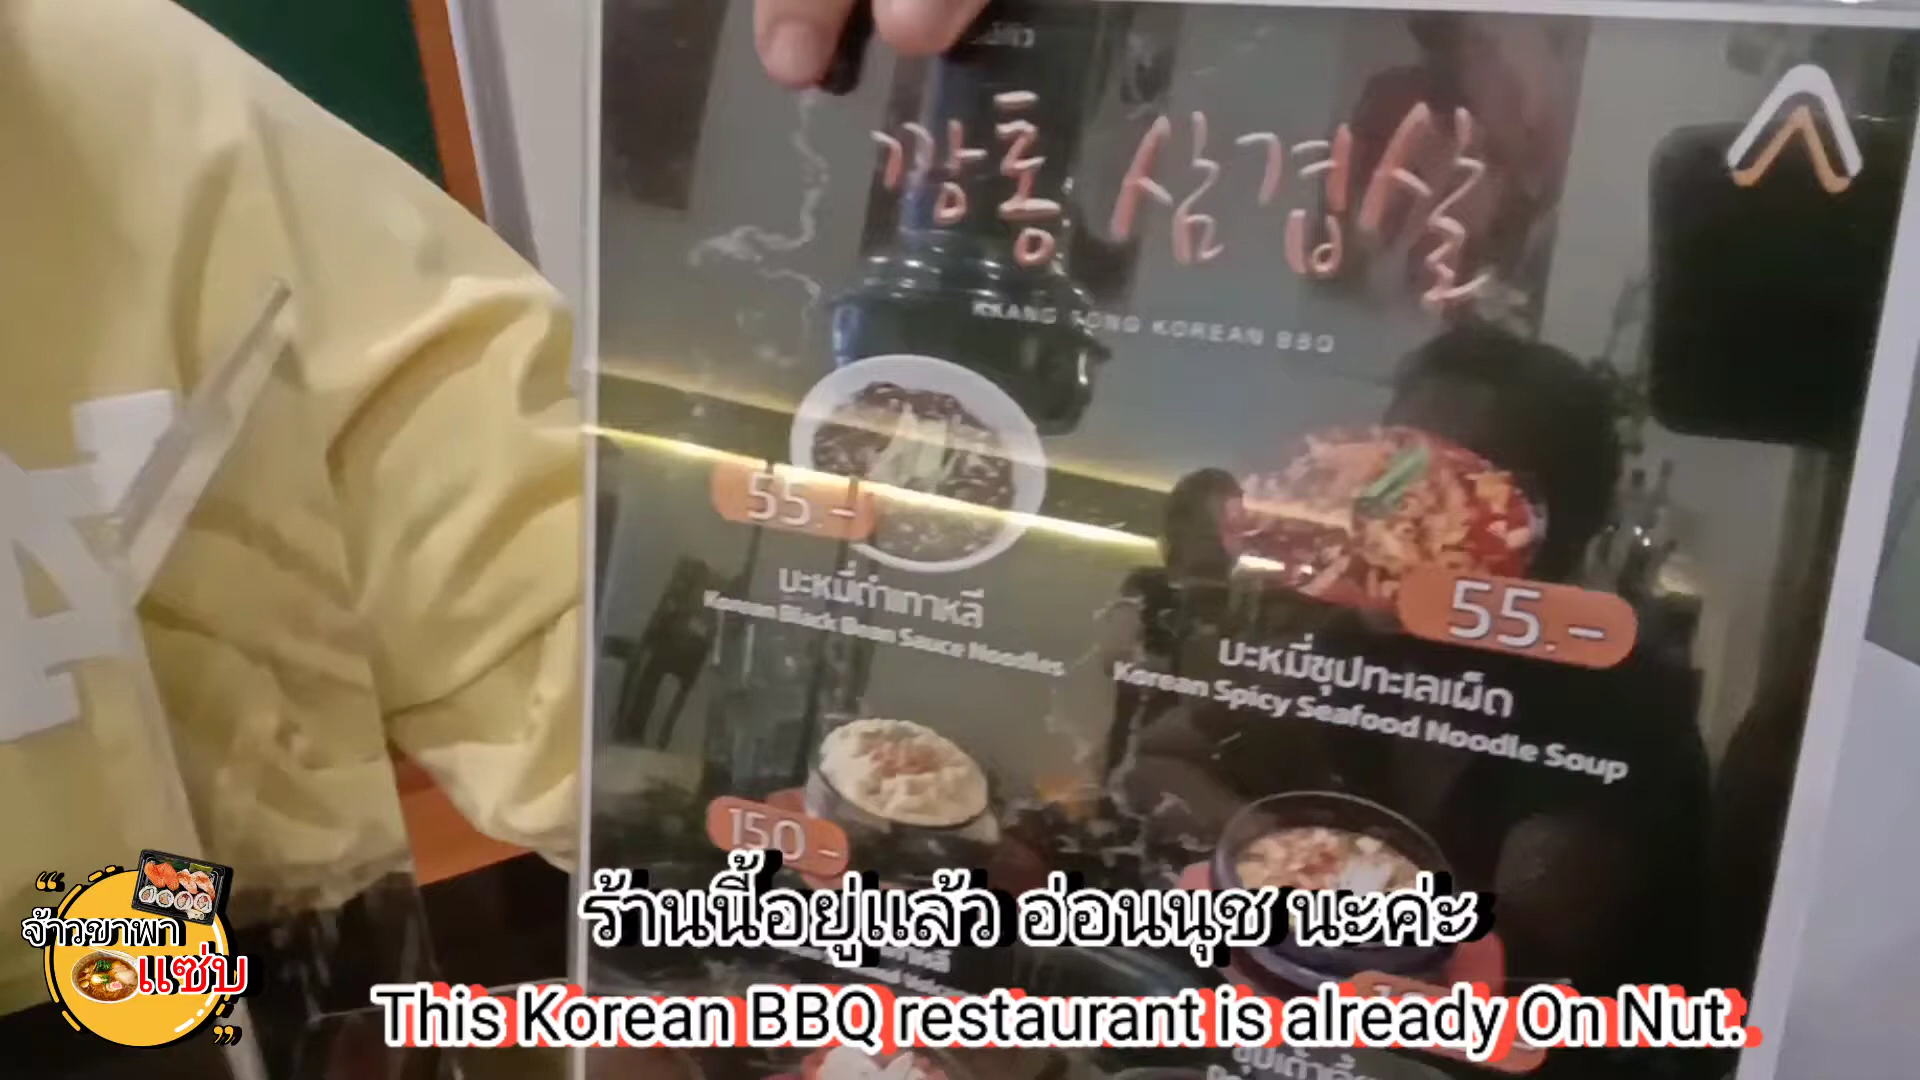 깡통 삼겹살
KKANG TONG KOREAN BBQ
55.-
มะหมี่ดำเกาหลี
Korean Black Bean Sauce Noodles
55.-
มะหมี่ซุปทะเลเผ็ด
Korean Spicy Seafood Noodle Soup
150.-
ร้านนี้อยู่แล้ว อ่อนนุช นะค่ะ
This Korean BBQ restaurant is already On Nut.
จ้าวขาพา
แซ่บ